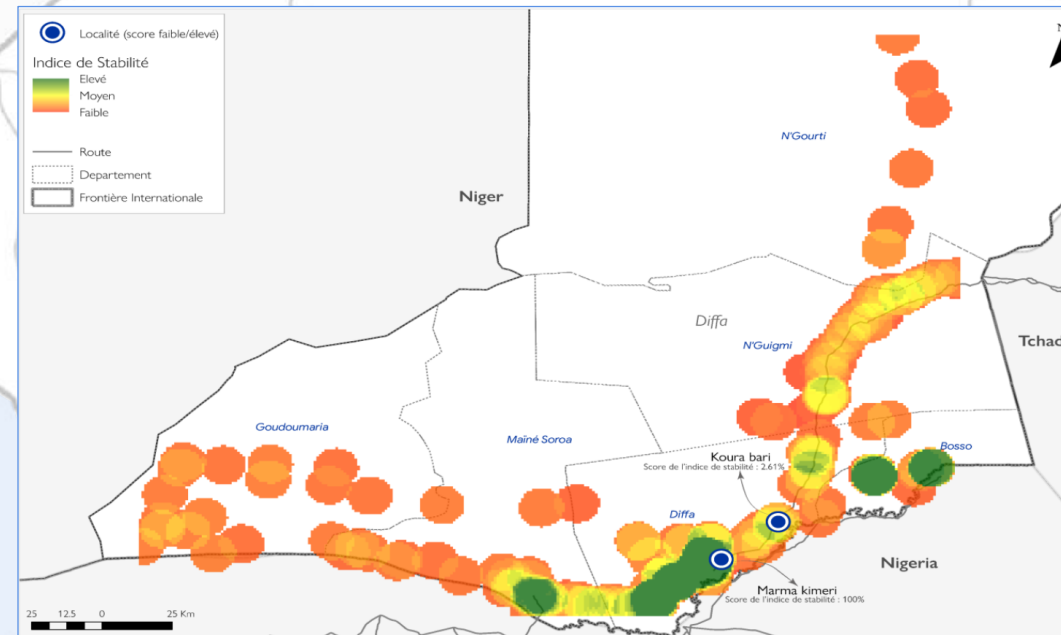 Localité (score faible/élevé)
Indice de Stabilité
Elevé
Moyen
Faible
Route
Departement
Frontière Internationale
N
N'Gourti
Niger
Diffa
N'Guigmi
Tchad
Goudoumaria
Maïné Soroa
Bosso
Koura bari
Score de l'indice de stabilité : 2.61%
Diffa
Nigeria
Marma kimeri
Score de l'indice de stabilité : 100%
25 12.5 0 25 Km